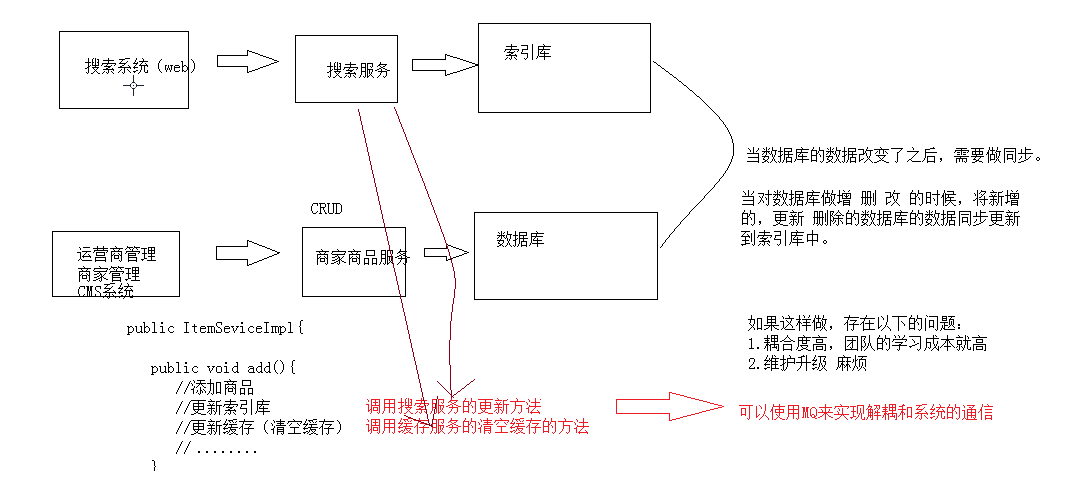 搜索系统（web）
搜索服务
索引库
当数据库的数据改变了之后，需要做同步。
当对数据库做增 删 改 的时候，将新增
的，更新 删除的数据库的数据同步更新
到索引库中。
CRUD
运营商管理
商家管理
CMS系统
商家商品服务
数据库
public ItemSeviceImpl{
public void add(){
//添加商品
//更新索引库
//更新缓存（清空缓存）
// ........
}
调用搜索服务的更新方法
调用缓存服务的清空缓存的方法
如果这样做，存在以下的问题：
1.耦合度高，团队的学习成本就高
2.维护升级 麻烦
可以使用MQ来实现解耦和系统的通信